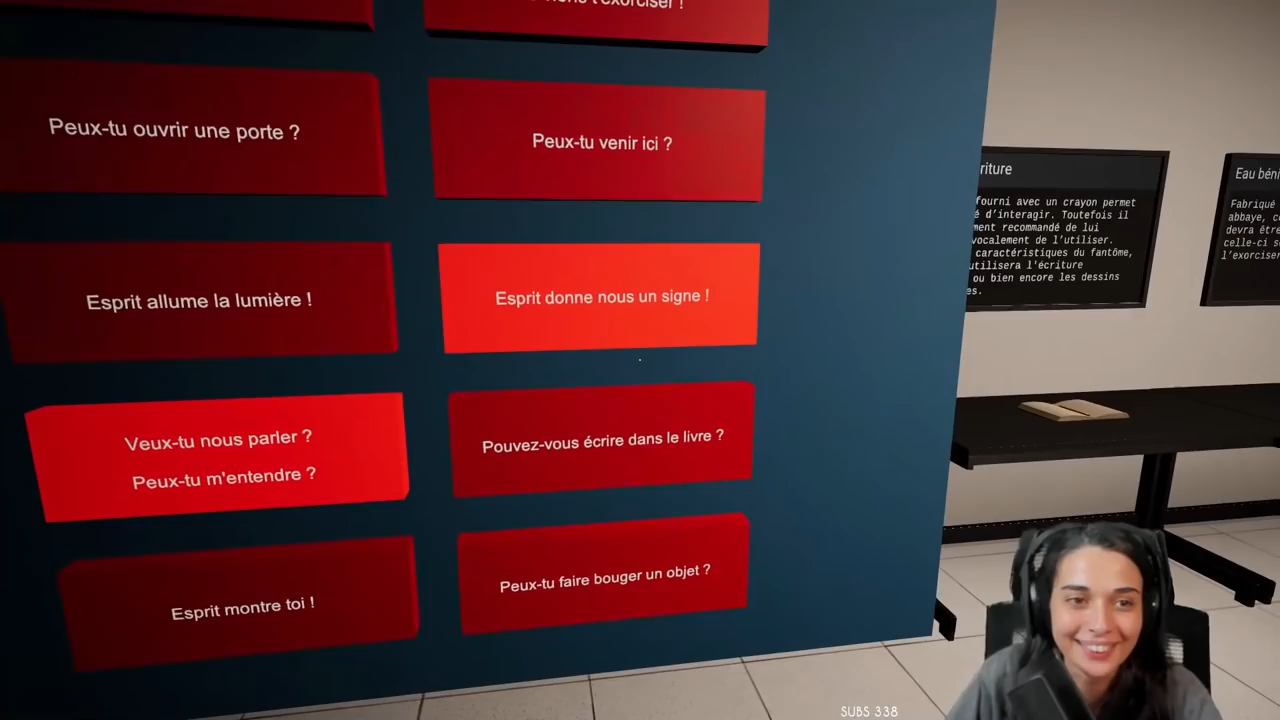 t'exorciser !
Peux-tu ouvrir une porte ?
Peux-tu venir ici ?
Esprit allume la lumière !
Esprit donne nous un signe !
Veux-tu nous parler ?
Peux-tu m'entendre ?
Pouvez-vous écrire dans le livre ?
Esprit montre toi !
Peux-tu faire bouger un objet ?
riture
fourni avec un crayon permet
é d'interagir. Toutefois il
ment recommandé de lui
vocalement de l'utiliser.
caractéristiques du fantôme,
utilisera l'écriture
ou bien encore les dessins
es.
Eau béni
Fabriqué
abbaye, c
devra être
celle-ci s
l'exorciser
SUBS 338